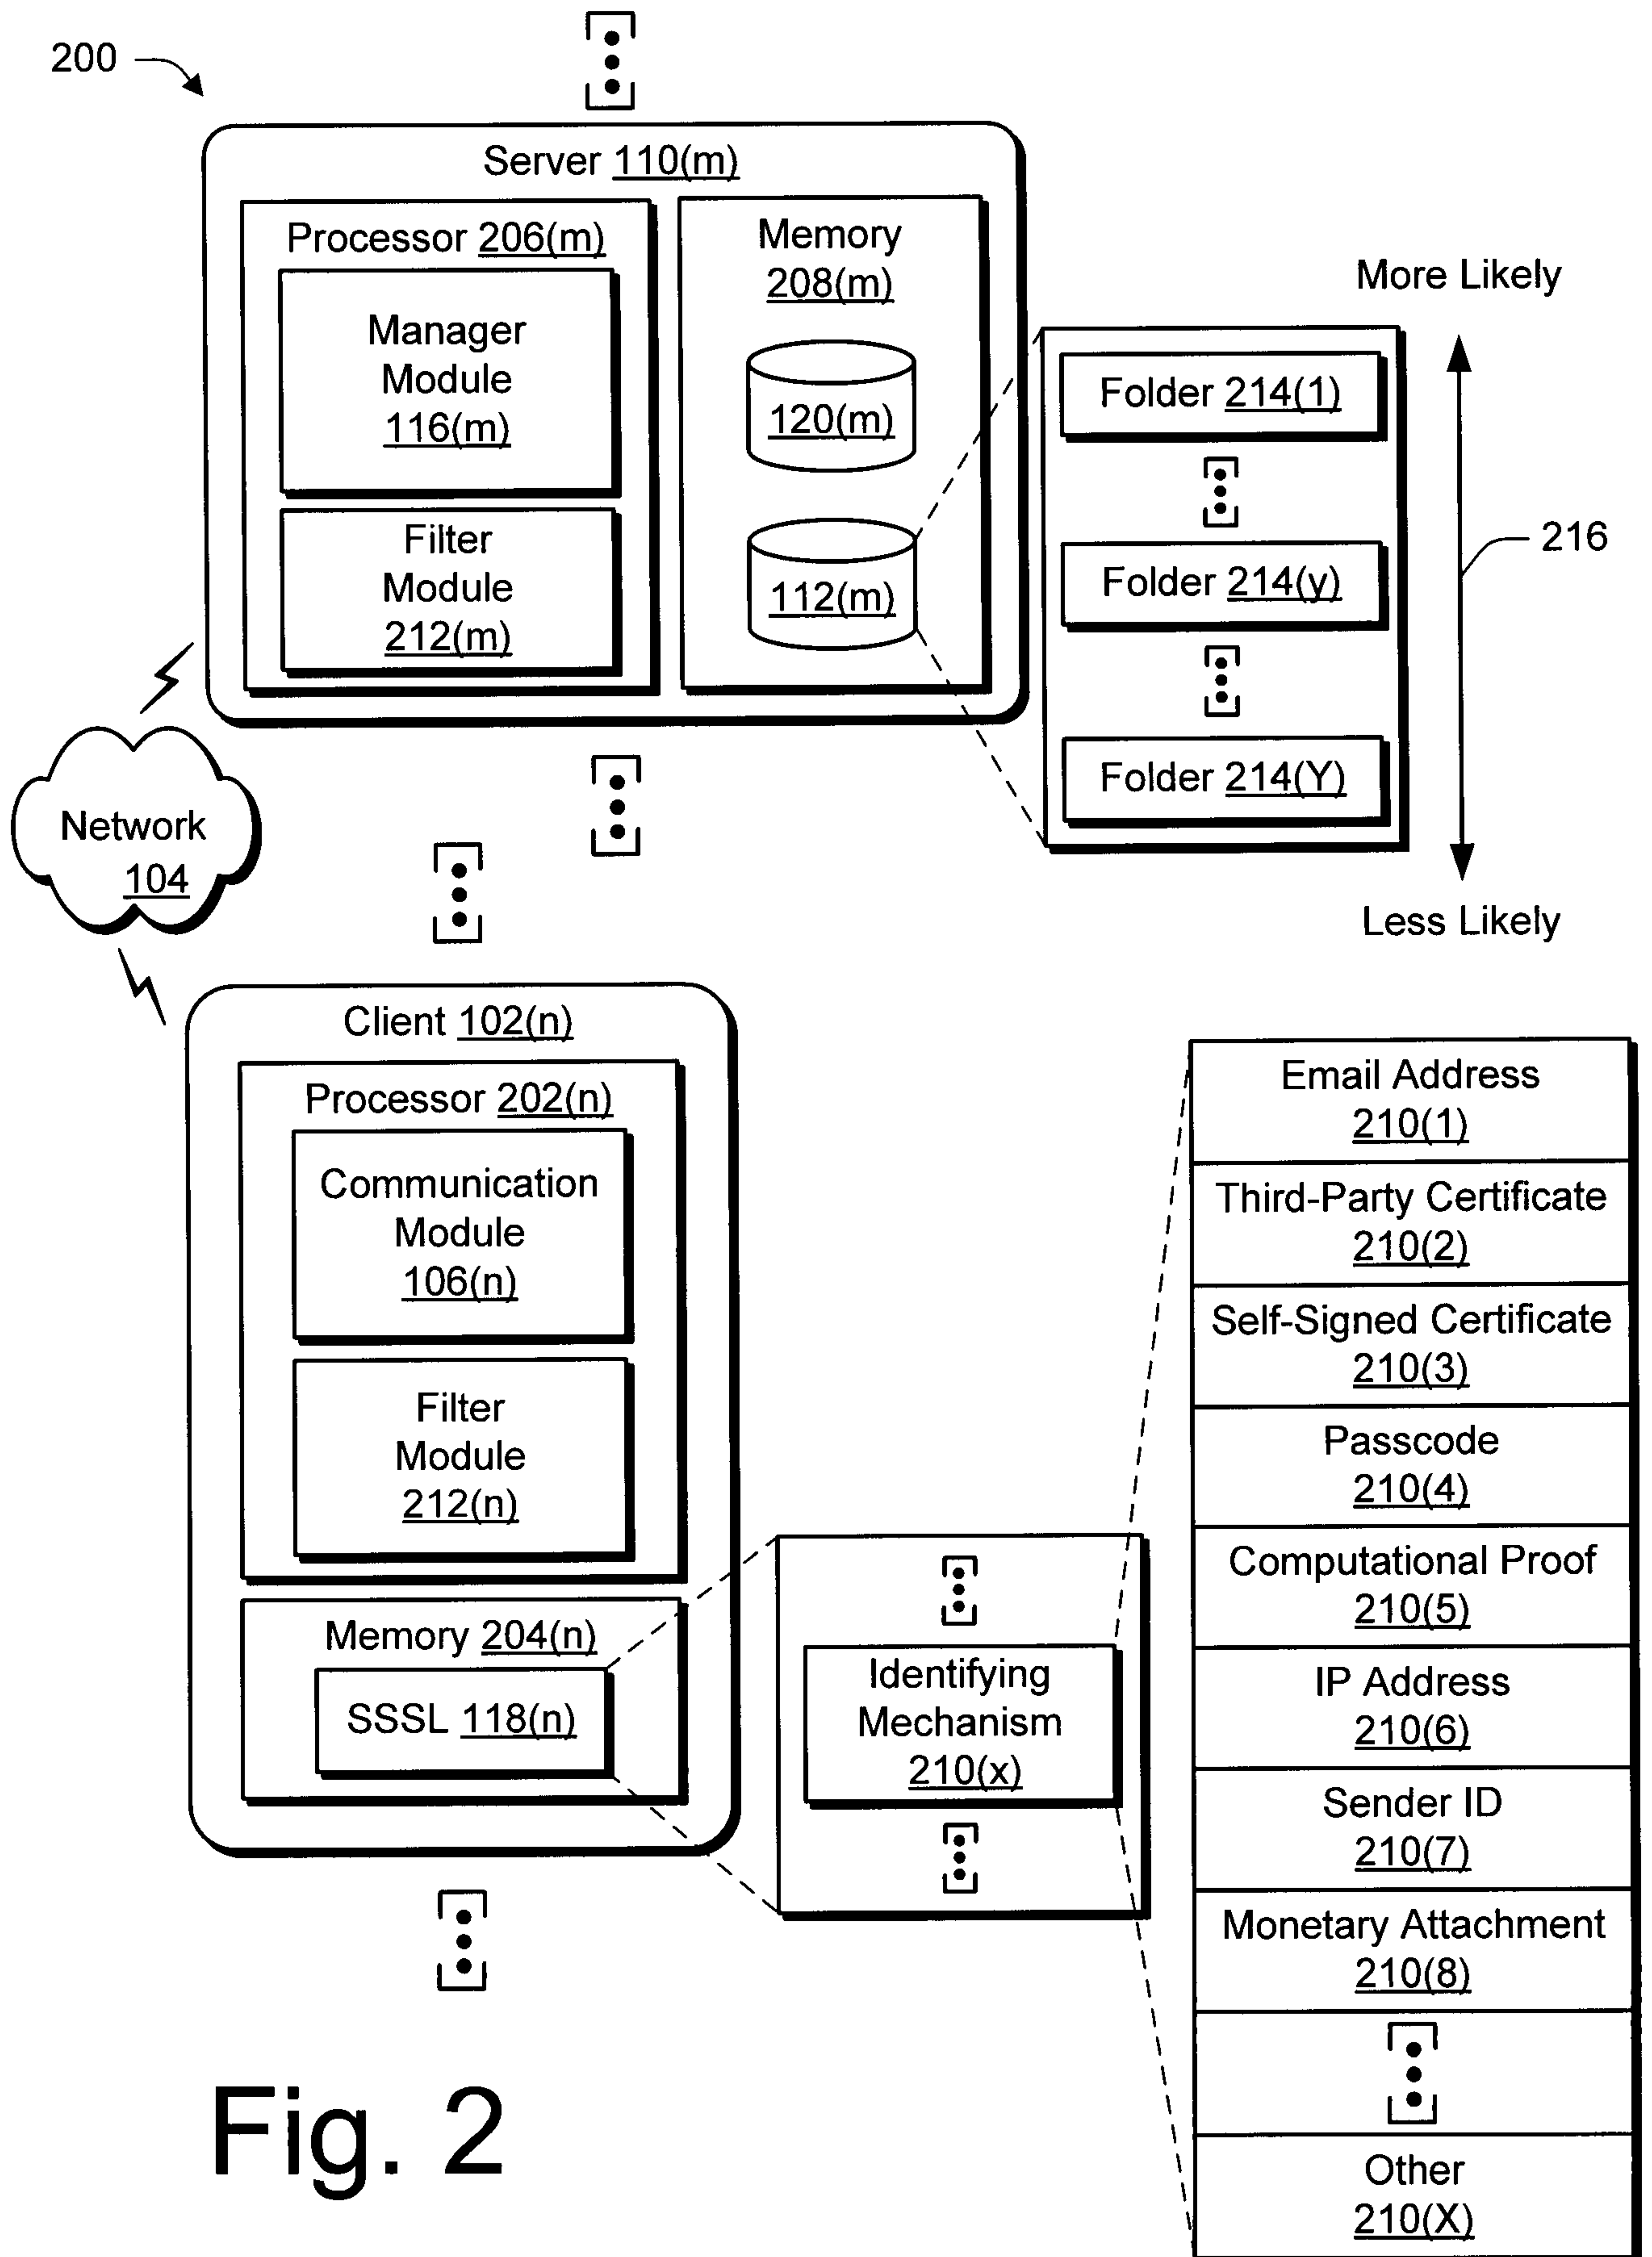 200
Server 110(m)
Processor 206(m)
Manager
Module
116(m)
Filter
Module
212(m)
Memory
208(m)
120(m)
112(m)
More Likely
Folder 214(1)
Folder 214(y)
Folder 214(Y)
216
Less Likely
Network
104
Client 102(n)
Processor 202(n)
Communication
Module
106(n)
Filter
Module
212(n)
Memory 204(n)
SSSL 118(n)
Identifying
Mechanism
210(x)
Email Address
210(1)
Third-Party Certificate
210(2)
Self-Signed Certificate
210(3)
Passcode
210(4)
Computational Proof
210(5)
IP Address
210(6)
Sender ID
210(7)
Monetary Attachment
210(8)
Other
210(X)
Fig. 2